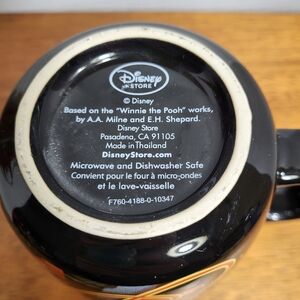 Disney
STORE
© Disney
Based on the "Winnie the Pooh" works,
by A.A. Milne and E.H. Shepard.
Disney Store
Pasadena, CA 91105
Made in Thailand
DisneyStore.com
Microwave and Dishwasher Safe
Convient pour le four à micro-ondes
et le lave-vaisselle
F760-4188-0-10347